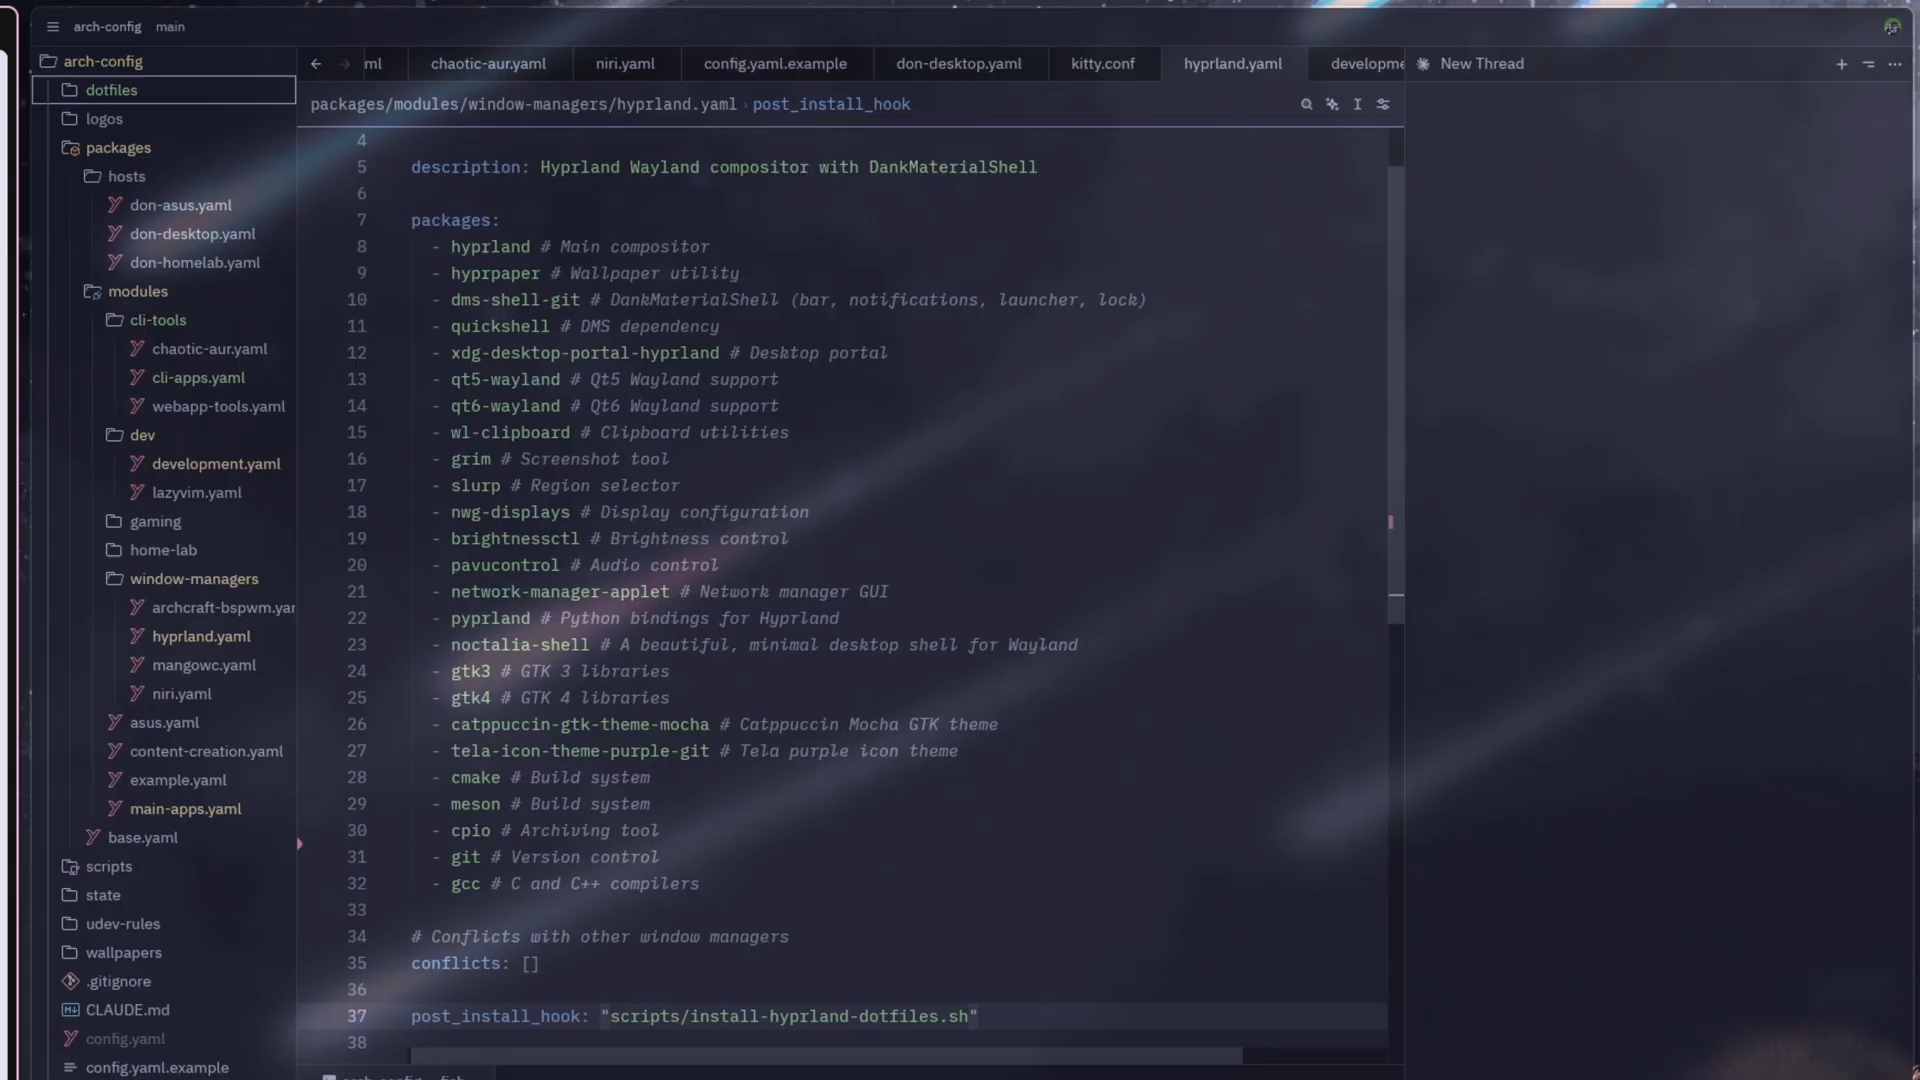 arch-config main
arch-config
dotfiles
logos
packages
hosts
don-asus.yaml
don-desktop.yaml
don-homelab.yaml
modules
cli-tools
chaotic-aur.yaml
cli-apps.yaml
webapp-tools.yaml
dev
development.yaml
lazyvim.yaml
gaming
home-lab
window-managers
archcraft-bspwm.yar
hyprland.yaml
mangowc.yaml
niri.yaml
asus.yaml
content-creation.yaml
example.yaml
main-apps.yaml
base.yaml
scripts
state
udev-rules
wallpapers
.gitignore
CLAUDE.md
config.yaml
config.yaml.example
ml chaotic-aur.yaml niri.yaml config.yaml.example don-desktop.yaml kitty.conf hyprland.yaml developme
packages/modules/window-managers/hyprland.yaml › post_install_hook
4
5 description: Hyprland Wayland compositor with DankMaterialShell
6
7 packages:
8 - hyprland # Main compositor
9 - hyprpaper # Wallpaper utility
10 - dms-shell-git # DankMaterialShell (bar, notifications, launcher, lock)
11 - quickshell # DMS dependency
12 - xdg-desktop-portal-hyprland # Desktop portal
13 - qt5-wayland # Qt5 Wayland support
14 - qt6-wayland # Qt6 Wayland support
15 - wl-clipboard # Clipboard utilities
16 - grim # Screenshot tool
17 - slurp # Region selector
18 - nwg-displays # Display configuration
19 - brightnessctl # Brightness control
20 - pavucontrol # Audio control
21 - network-manager-applet # Network manager GUI
22 - pyprland # Python bindings for Hyprland
23 - noctalia-shell # A beautiful, minimal desktop shell for Wayland
24 - gtk3 # GTK 3 libraries
25 - gtk4 # GTK 4 libraries
26 - catppuccin-gtk-theme-mocha # Catppuccin Mocha GTK theme
27 - tela-icon-theme-purple-git # Tela purple icon theme
28 - cmake # Build system
29 - meson # Build system
30 - cpio # Archiving tool
31 - git # Version control
32 - gcc # C and C++ compilers
33
34 # Conflicts with other window managers
35 conflicts: []
36
37 post_install_hook: "scripts/install-hyprland-dotfiles.sh"
38
New Thread